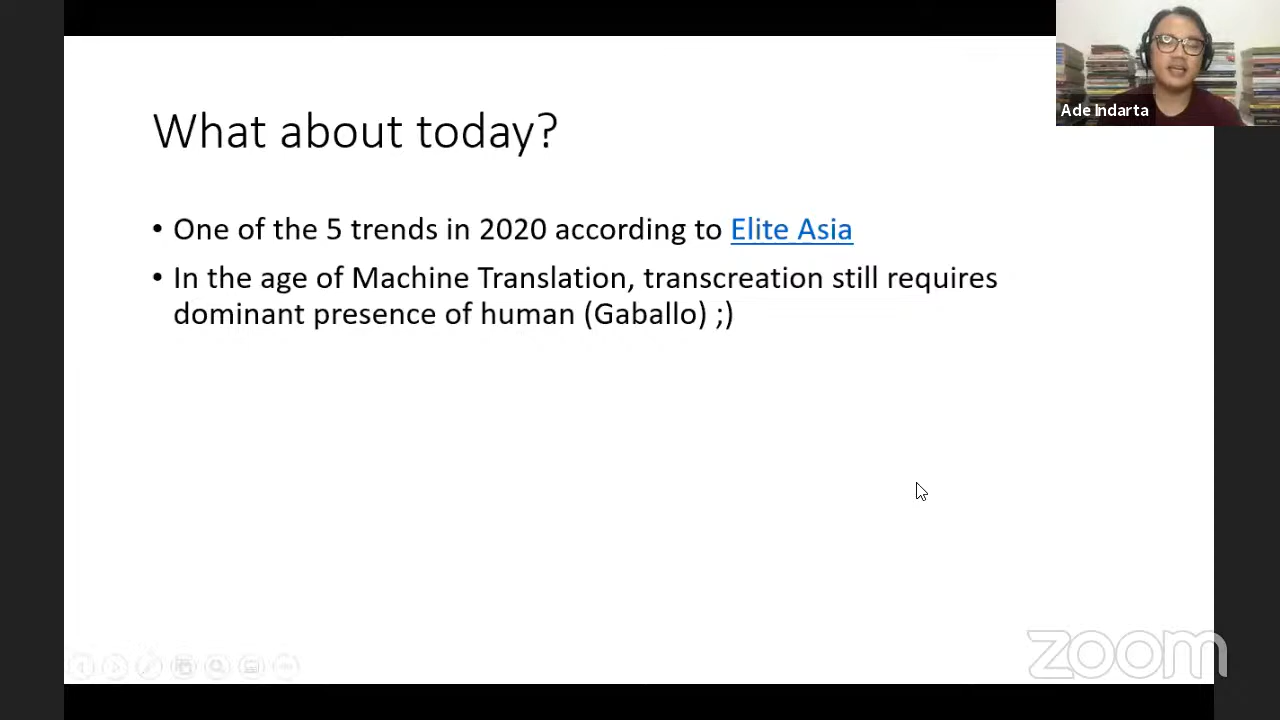 Ade Indarta
What about today?
• One of the 5 trends in 2020 according to Elite Asia
• In the age of Machine Translation, transcreation still requires
dominant presence of human (Gaballo) ;)
zoom